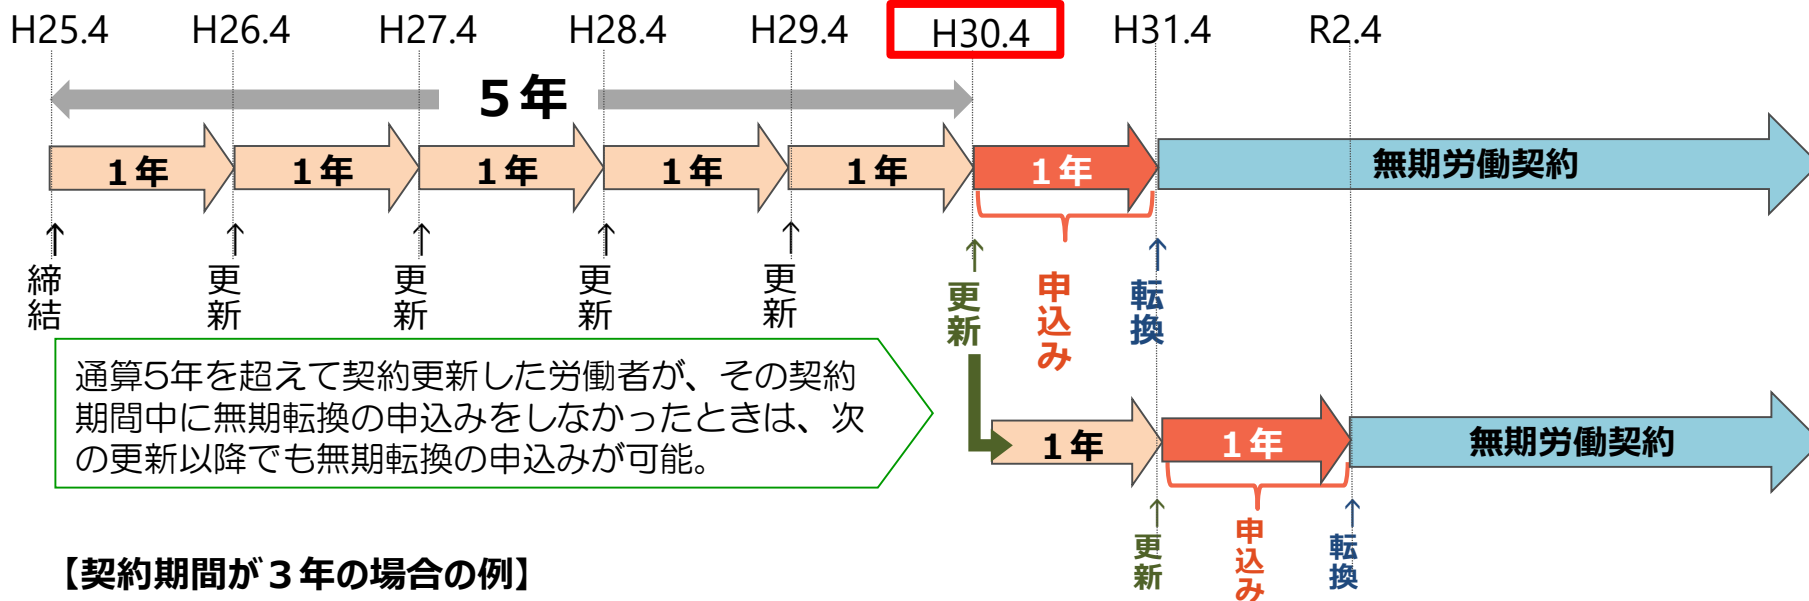 H25.4 H26.4 H27.4 H28.4 H29.4 H30.4 H31.4 R2.4
5年
1年 1年 1年 1年 1年 1年 無期労働契約
↑締結 ↑更新 ↑更新 ↑更新 ↑更新 ↑更新 申込み ↑転換
通算5年を超えて契約更新した労働者が、その契約
期間中に無期転換の申込みをしなかったときは、次
の更新以降でも無期転換の申込みが可能。
1年 1年 無期労働契約
↑更新 申込み ↑転換
【契約期間が3年の場合の例】